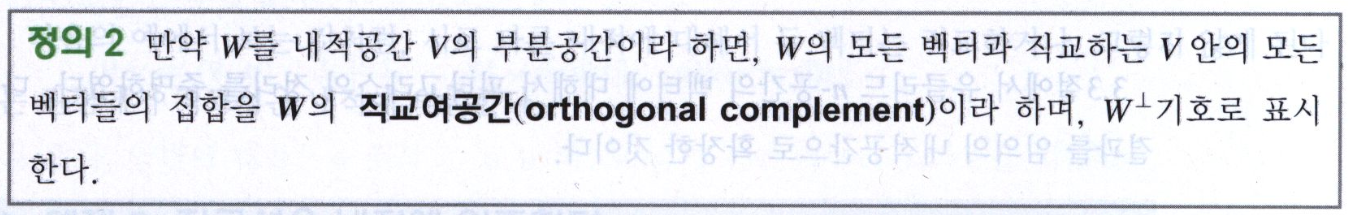 정의 2 만약 W를 내적공간 V의 부분공간이라 하면, W의 모든 벡터과 직교하는 V 안의 모든
벡터들의 집합을 W의 직교여공간(orthogonal complement)이라 하며, W⊥기호로 표시
한다.